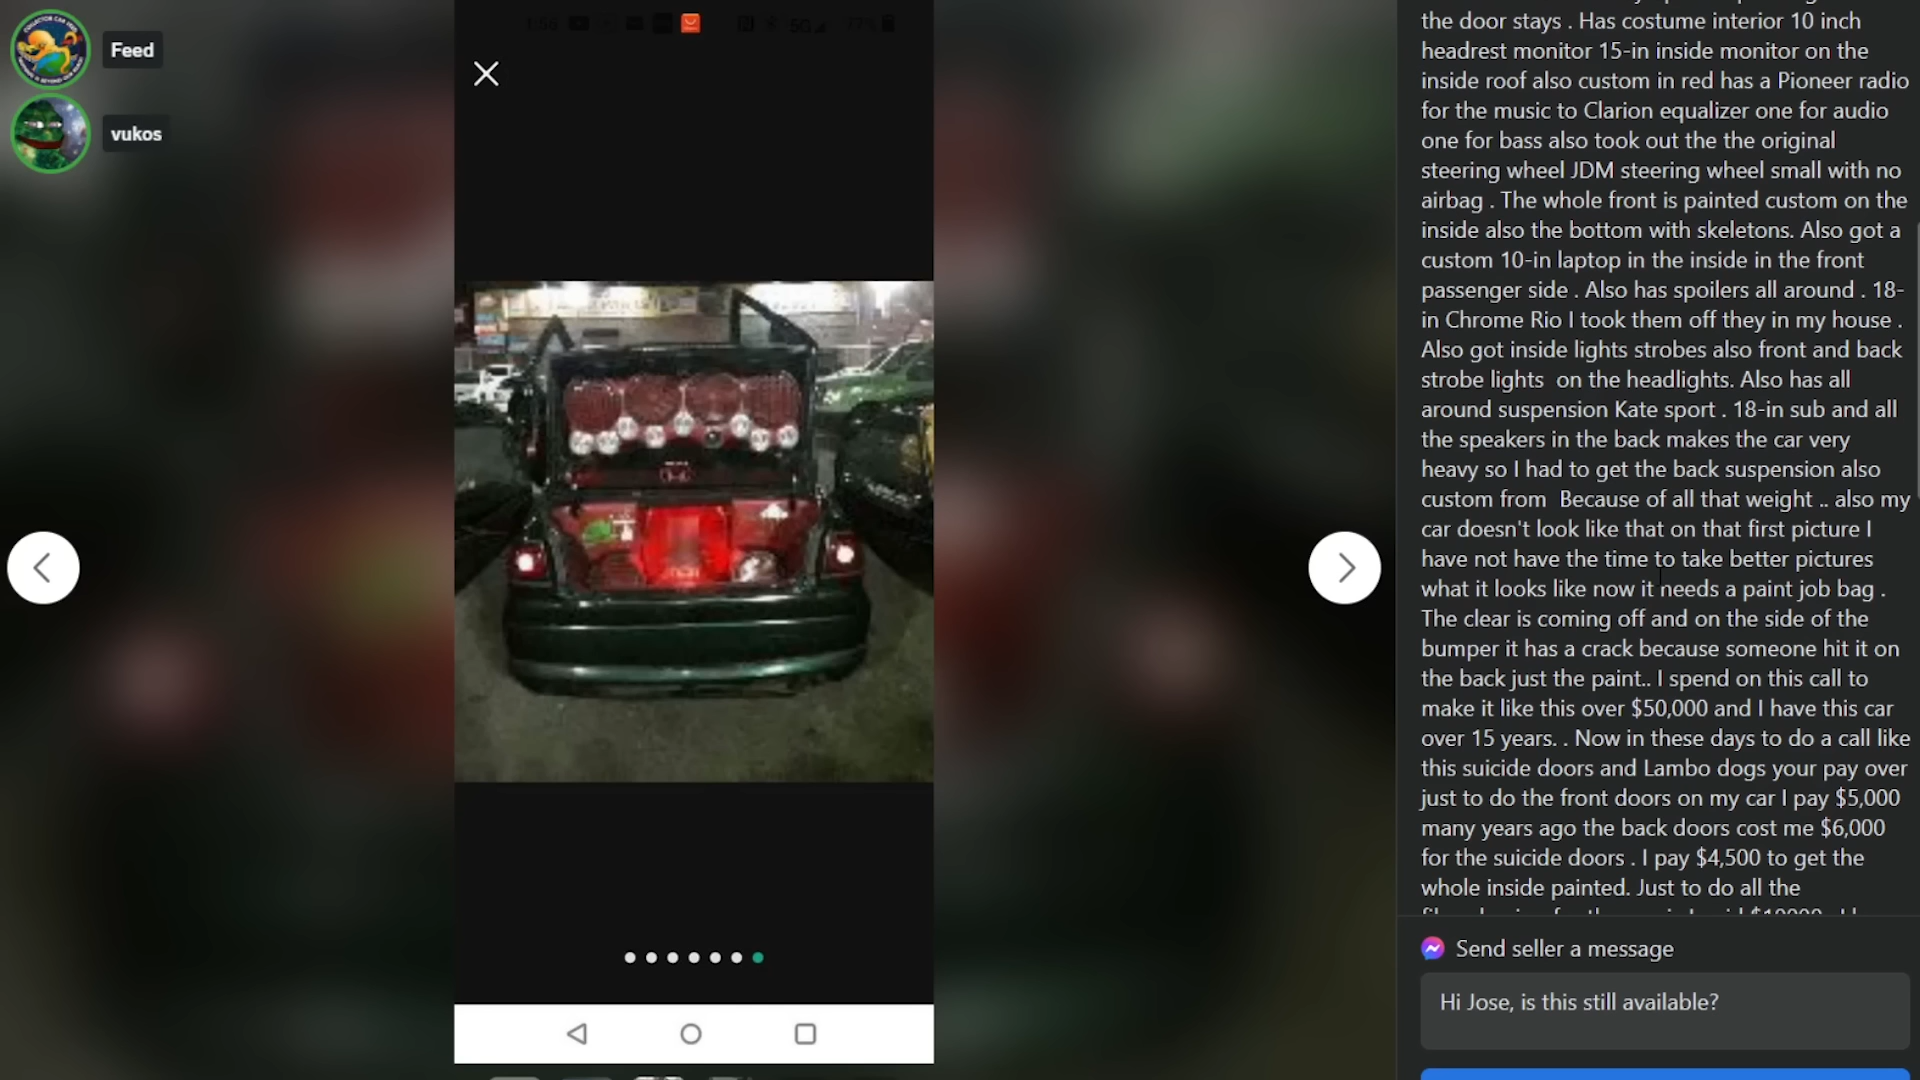 Feed
vukos
1:56
5G
77%
the door stays . Has costume interior 10 inch
headrest monitor 15-in inside monitor on the
inside roof also custom in red has a Pioneer radio
for the music to Clarion equalizer one for audio
one for bass also took out the the original
steering wheel JDM steering wheel small with no
airbag . The whole front is painted custom on the
inside also the bottom with skeletons. Also got a
custom 10-in laptop in the inside in the front
passenger side . Also has spoilers all around . 18-
in Chrome Rio I took them off they in my house .
Also got inside lights strobes also front and back
strobe lights  on the headlights. Also has all
around suspension Kate sport . 18-in sub and all
the speakers in the back makes the car very
heavy so I had to get the back suspension also
custom from  Because of all that weight .. also my
car doesn't look like that on that first picture I
have not have the time to take better pictures
what it looks like now it needs a paint job bag .
The clear is coming off and on the side of the
bumper it has a crack because someone hit it on
the back just the paint.. I spend on this call to
make it like this over $50,000 and I have this car
over 15 years. . Now in these days to do a call like
this suicide doors and Lambo dogs your pay over
just to do the front doors on my car I pay $5,000
many years ago the back doors cost me $6,000
for the suicide doors . I pay $4,500 to get the
whole inside painted. Just to do all the
Send seller a message
Hi Jose, is this still available?